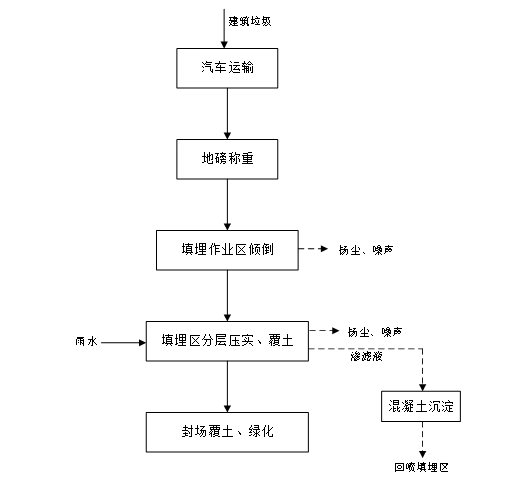 建筑垃圾
汽车运输
地磅称重
填埋作业区倾倒
扬尘、噪声
扬尘、噪声
雨水
填埋区分层压实、覆土
渗滤液
混凝土沉淀
封场覆土、绿化
回喷填埋区